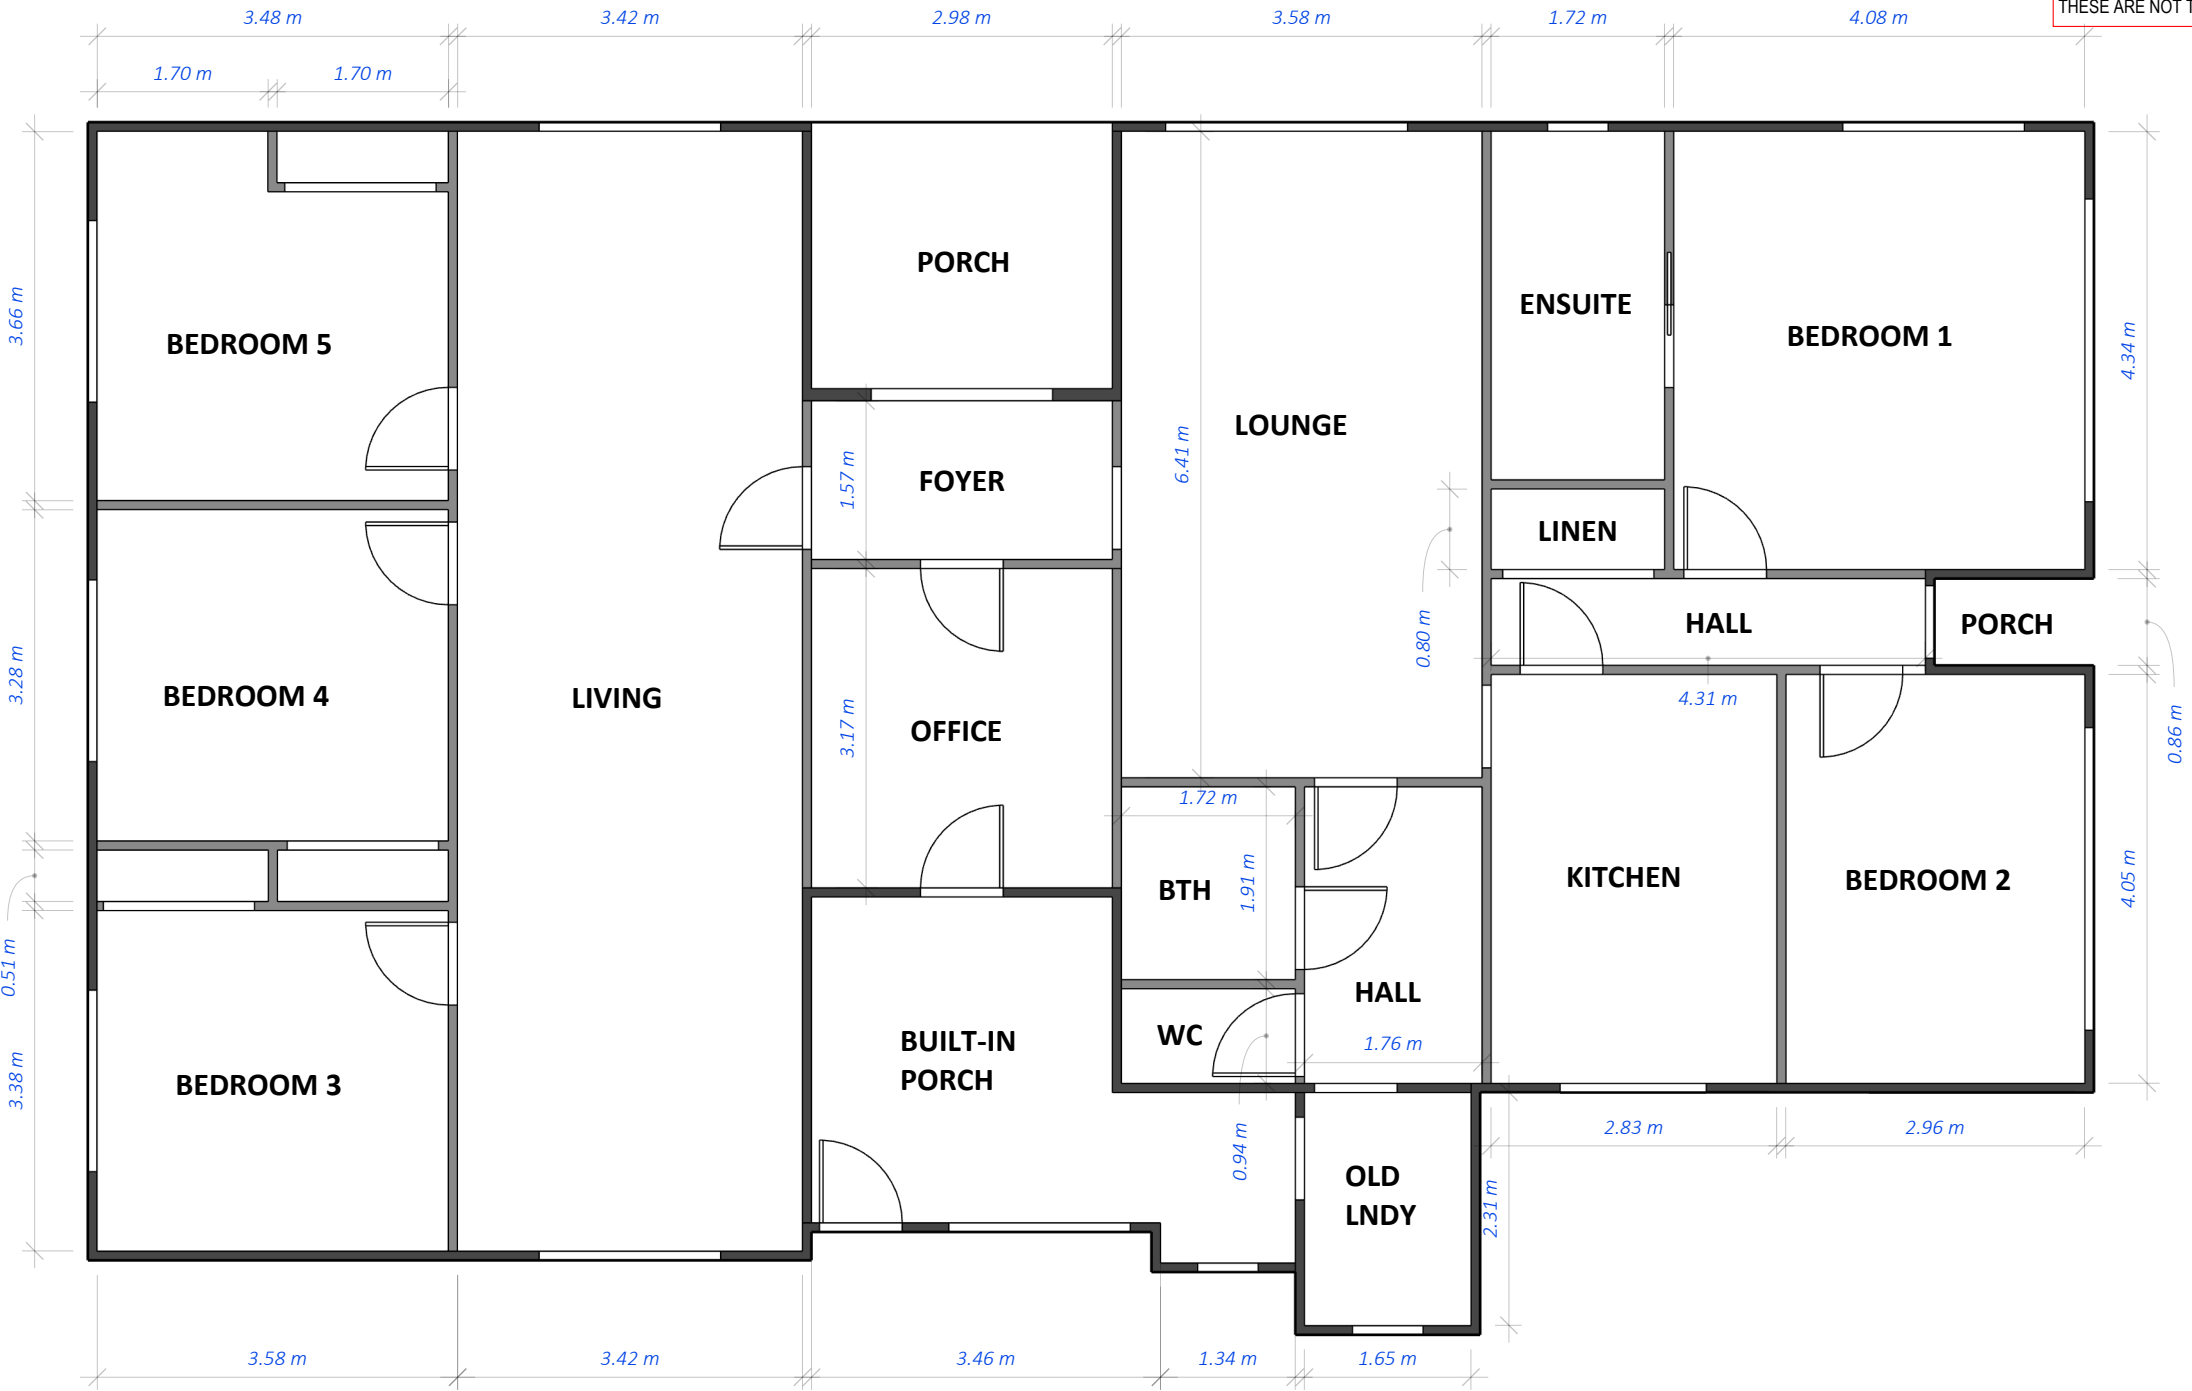 3.48 m
3.42 m
2.98 m
3.58 m
1.72 m
4.08 m
THESE ARE NOT
1.70 m
1.70 m
PORCH
ENSUITE
BEDROOM 1
BEDROOM 5
3.66 m
4.34 m
LOUNGE
6.41 m
FOYER
1.57 m
LINEN
HALL
PORCH
0.80 m
BEDROOM 4
3.28 m
LIVING
OFFICE
3.17 m
4.31 m
0.86 m
1.72 m
BTH
1.91 m
KITCHEN
BEDROOM 2
4.05 m
0.51 m
HALL
WC
1.76 m
BUILT-IN
PORCH
BEDROOM 3
3.38 m
0.94 m
2.83 m
2.96 m
OLD
LNDY
2.31 m
3.58 m
3.42 m
3.46 m
1.34 m
1.65 m